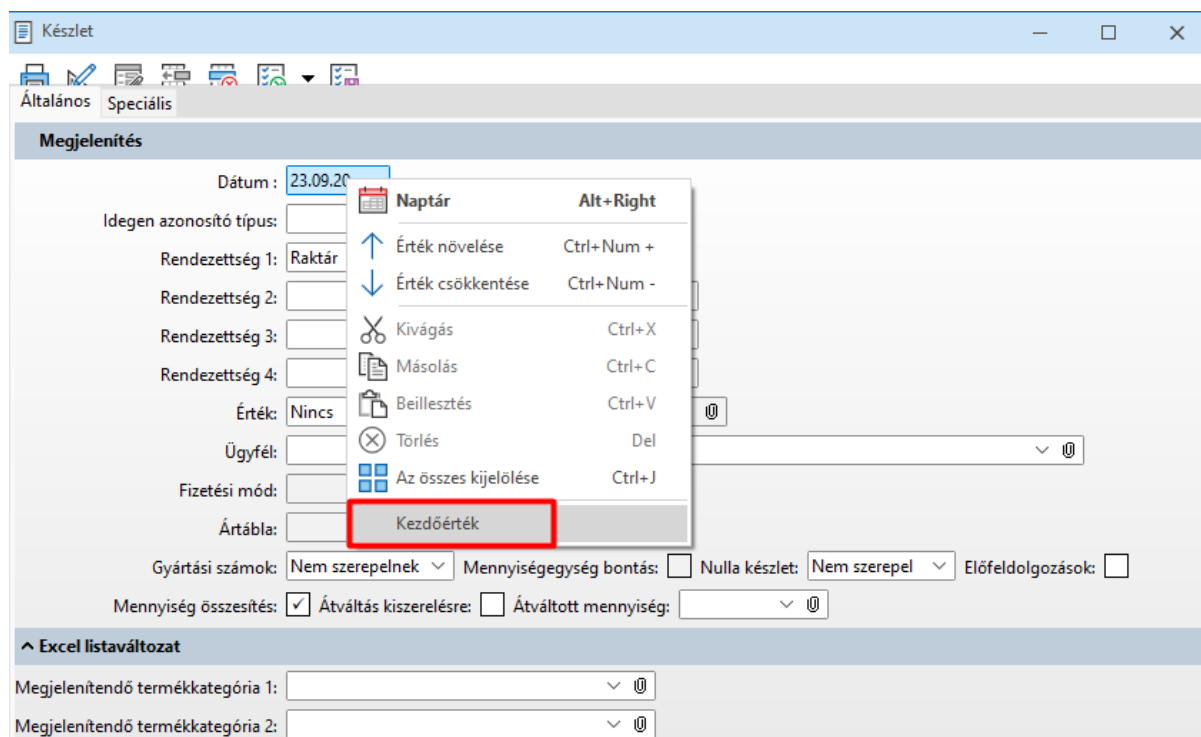 Készlet
Általános Speciális
Megjelenítés
Dátum : 23.09.20
Naptár Alt+Right
Idegen azonosító típus:
Érték növelése Ctrl+Num +
Rendezettség 1: Raktár
Érték csökkentése Ctrl+Num -
Rendezettség 2:
Kivágás Ctrl+X
Rendezettség 3:
Másolás Ctrl+C
Rendezettség 4:
Beillesztés Ctrl+V
Érték: Nincs
Törlés Del
Ügyfél:
Az összes kijelölése Ctrl+J
Fizetési mód:
Kezdőérték
Ártábla:
Gyártási számok: Nem szerepelnek Mennyiségegység bontás: Nulla készlet: Nem szerepel Előfeldolgozások:
Mennyiség összesítés: Átváltás kiszerelésre: Átváltott mennyiség:
Excel listaváltozat
Megjelenítendő termékkategória 1:
Megjelenítendő termékkategória 2: